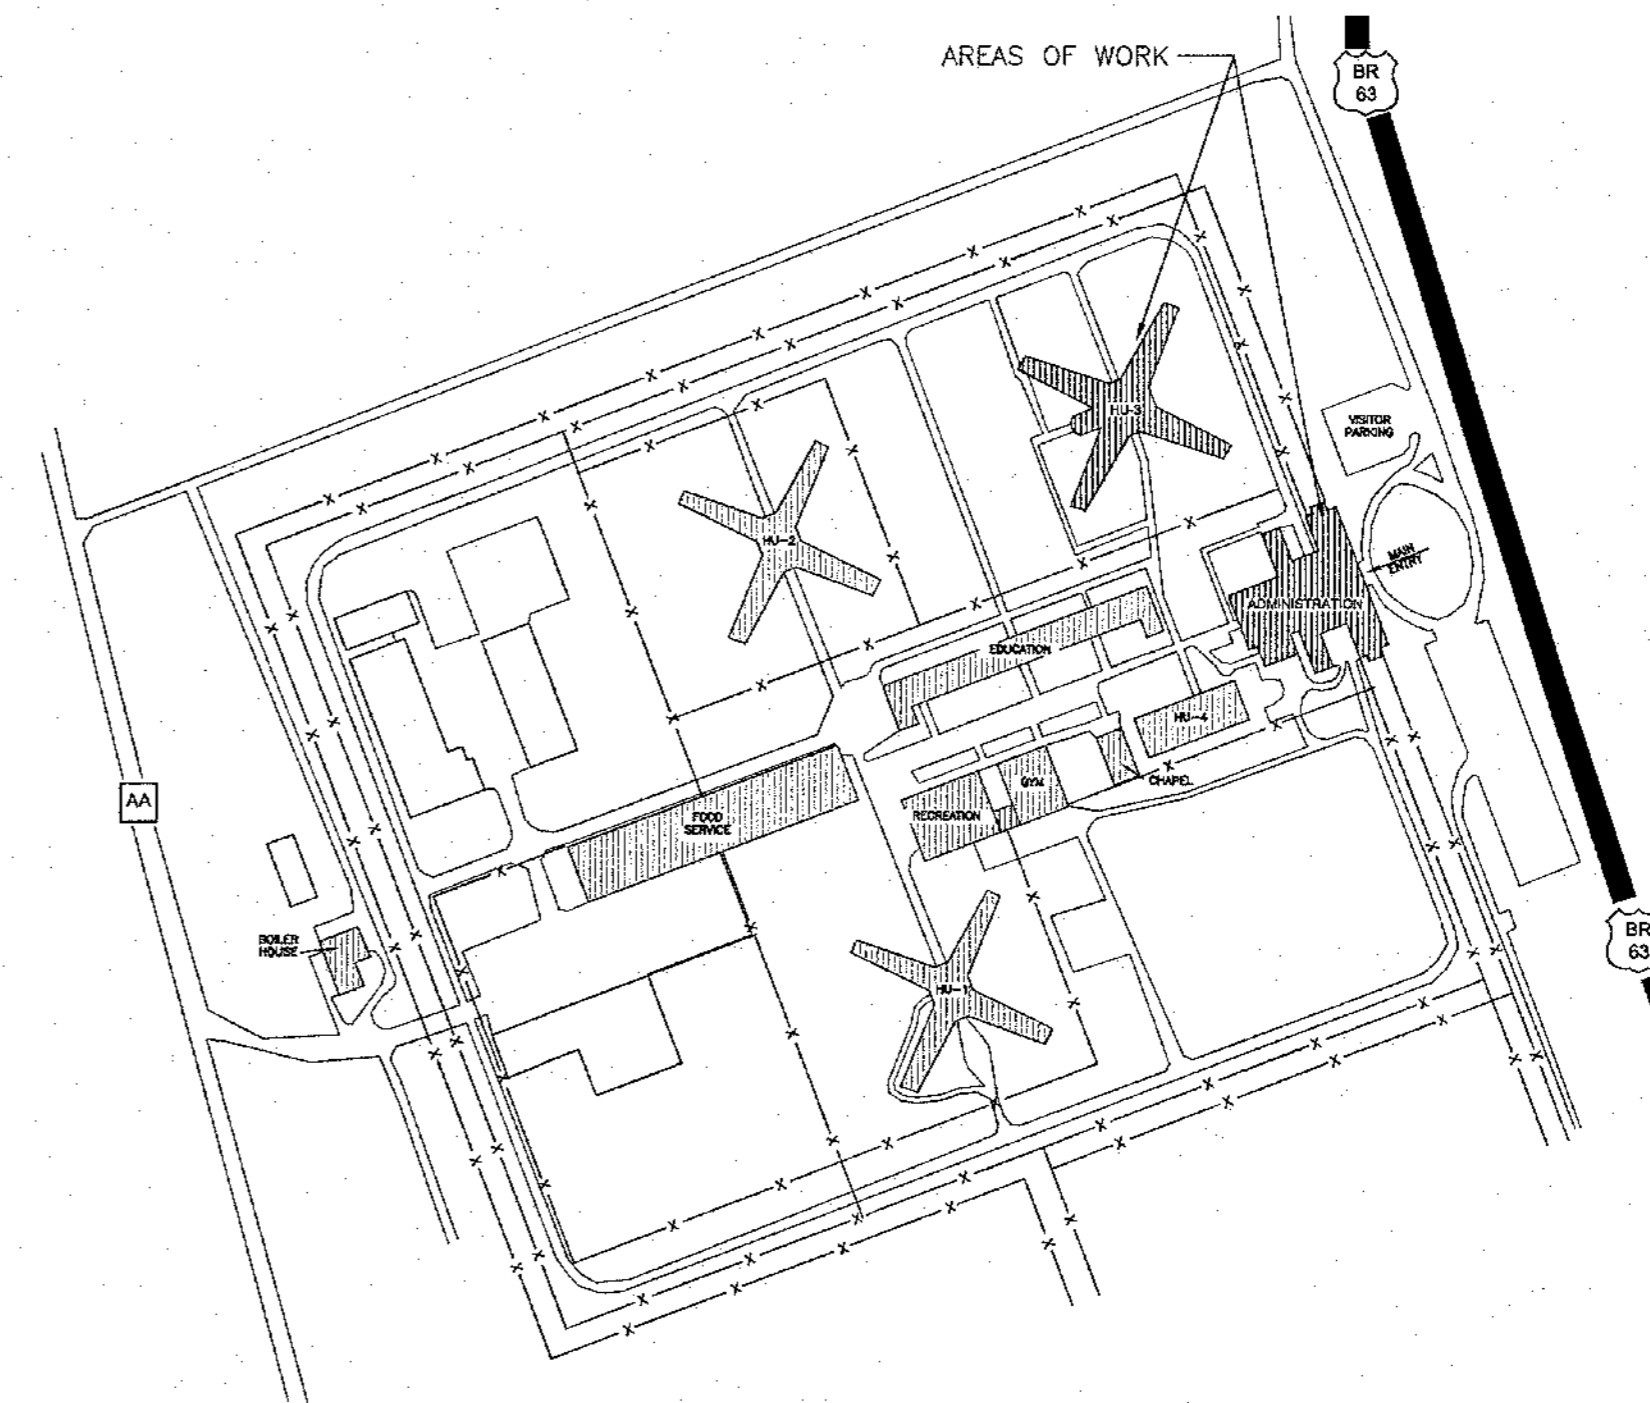 AREAS OF WORK
BR
63
HU-3
VISITOR
PARKING
HU-2
MAIN
ENTRY
ADMINISTRATION
EDUCATION
HU-4
CHAPEL
GYM
AA
FOOD
SERVICE
RECREATION
BOILER
HOUSE
HU-1
BR
63